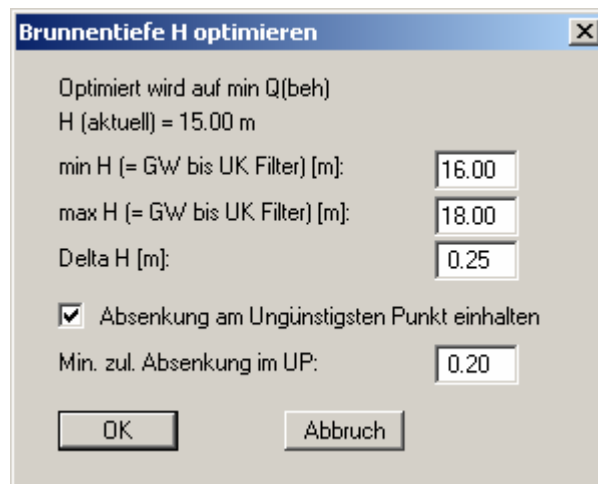 Brunnentiefe H optimieren
Optimiert wird auf min Q(beh)
H (aktuell) = 15.00 m
min H (= GW bis UK Filter) [m]: 16.00
max H (= GW bis UK Filter) [m]: 18.00
Delta H [m]: 0.25
Absenkung am Ungünstigsten Punkt einhalten
Min. zul. Absenkung im UP: 0.20
OK Abbruch